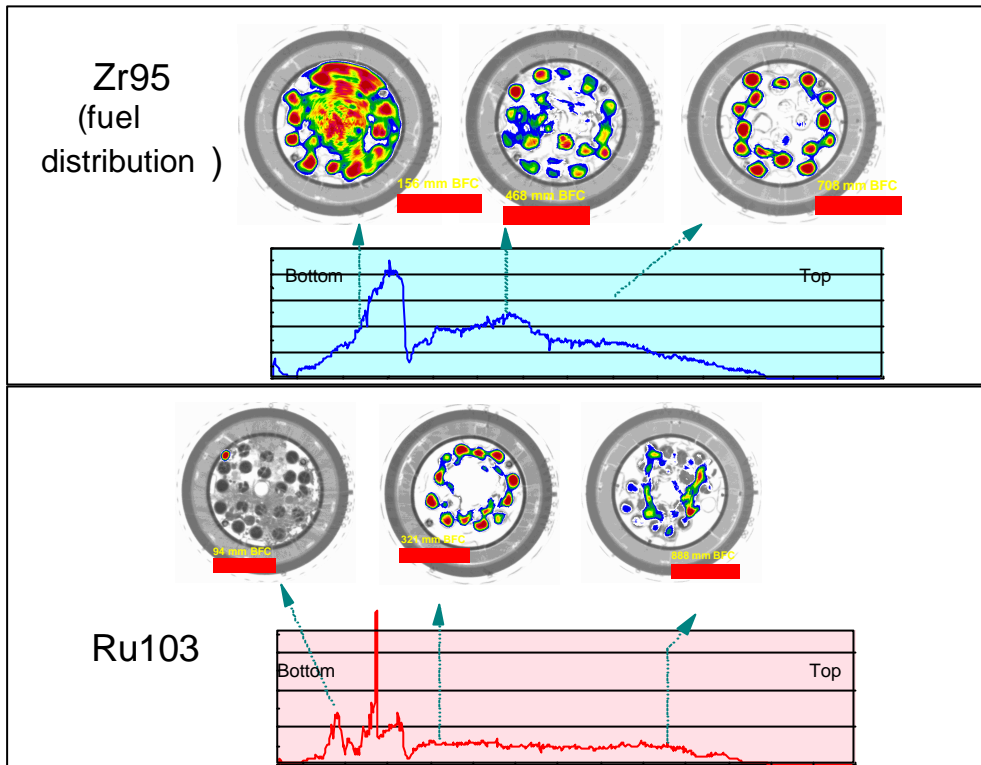 Zr95
(fuel
distribution )
156 mm BFC
468 mm BFC
708 mm BFC
Bottom
Top
94 mm BFC
321 mm BFC
886 mm BFC
Ru103
Bottom
Top